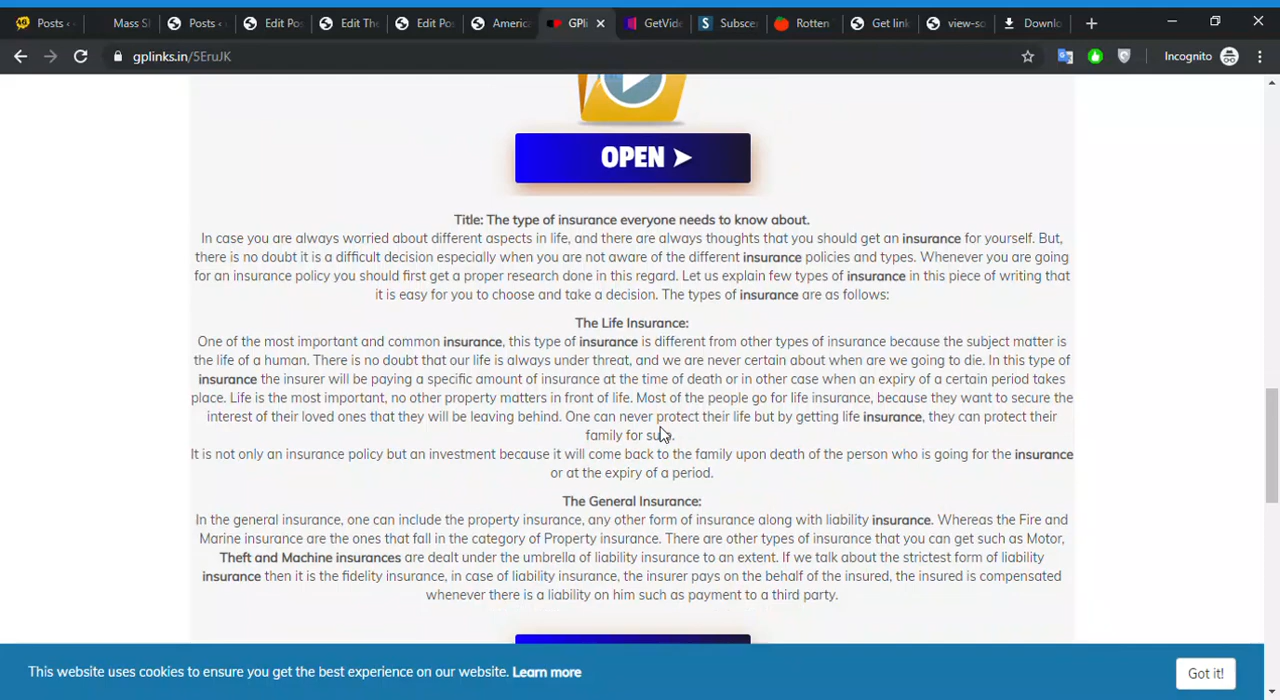 Posts
Mass S
Posts
Edit Pos
Edit The
Edit Pos
America
GPli
GetVide
Subsce
Rotten
Get link
view-so
Downlo
gplinks.in/5EruJK
Incognito
OPEN ➤
Title: The type of insurance everyone needs to know about.
In case you are always worried about different aspects in life, and there are always thoughts that you should get an insurance for yourself. But,
there is no doubt it is a difficult decision especially when you are not aware of the different insurance policies and types. Whenever you are going
for an insurance policy you should first get a proper research done in this regard. Let us explain few types of insurance in this piece of writing that
it is easy for you to choose and take a decision. The types of insurance are as follows:
The Life Insurance:
One of the most important and common insurance, this type of insurance is different from other types of insurance because the subject matter is
the life of a human. There is no doubt that our life is always under threat, and we are never certain about when are we going to die. In this type of
insurance the insurer will be paying a specific amount of insurance at the time of death or in other case when an expiry of a certain period takes
place. Life is the most important, no other property matters in front of life. Most of the people go for life insurance, because they want to secure the
interest of their loved ones that they will be leaving behind. One can never protect their life but by getting life insurance, they can protect their
family for sure.
It is not only an insurance policy but an investment because it will come back to the family upon death of the person who is going for the insurance
or at the expiry of a period.
The General Insurance:
In the general insurance, one can include the property insurance, any other form of insurance along with liability insurance. Whereas the Fire and
Marine insurance are the ones that fall in the category of Property insurance. There are other types of insurance that you can get such as Motor,
Theft and Machine insurances are dealt under the umbrella of liability insurance to an extent. If we talk about the strictest form of liability
insurance then it is the fidelity insurance, in case of liability insurance, the insurer pays on the behalf of the insured, the insured is compensated
whenever there is a liability on him such as payment to a third party.
This website uses cookies to ensure you get the best experience on our website. Learn more
Got it!